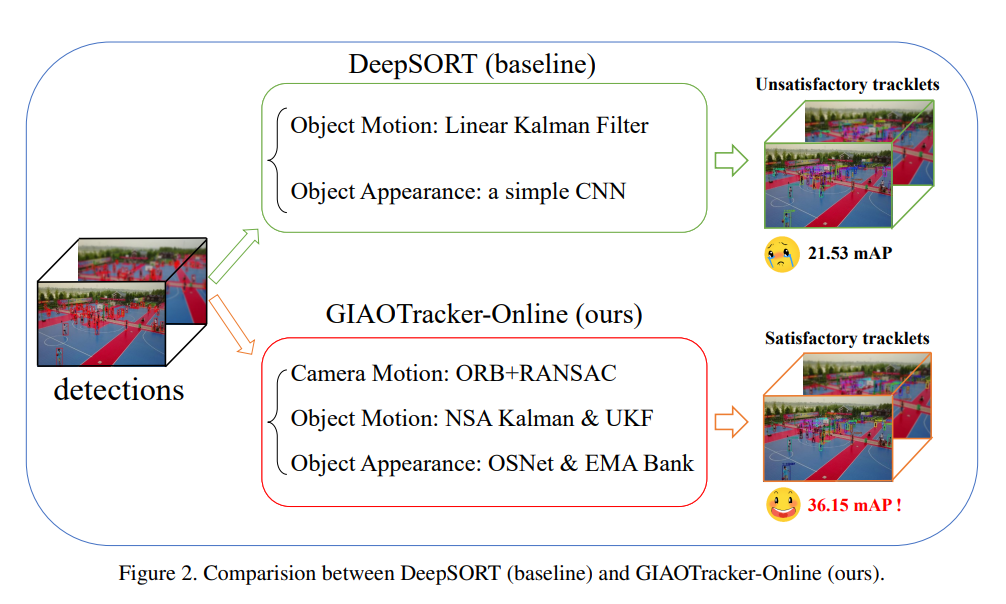 DeepSORT (baseline)
Object Motion: Linear Kalman Filter
Object Appearance: a simple CNN
Unsatisfactory tracklets
21.53 mAP
detections
GIAOTracker-Online (ours)
Camera Motion: ORB+RANSAC
Object Motion: NSA Kalman & UKF
Object Appearance: OSNet & EMA Bank
Satisfactory tracklets
36.15 mAP !
Figure 2. Comparision between DeepSORT (baseline) and GIAOTracker-Online (ours).